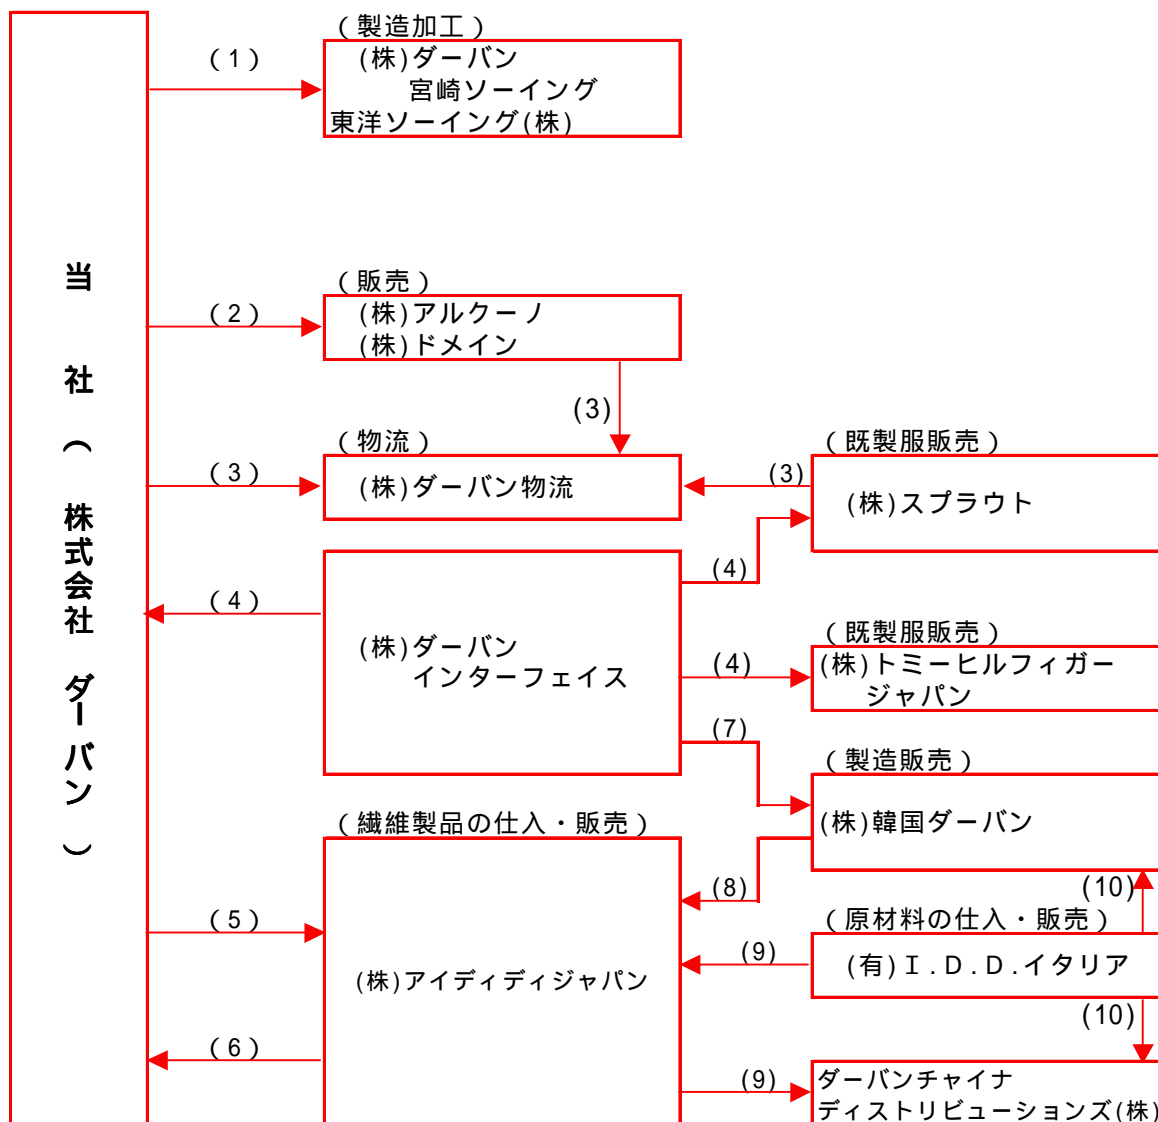 当社（株式会社 ダーバン）
（製造加工）
(1)
(株)ダーバン
宮崎ソーイング
東洋ソーイング(株)
（販売）
(2)
(株)アルクーノ
(株)ドメイン
(3)
（物流）
(3)
(株)ダーバン物流
(3)
（既製服販売）
(株)スプラウト
(4)
(4)
(株)ダーバン
インターフェイス
(4)
（既製服販売）
(株)トミーヒルフィガー
ジャパン
(7)
（製造販売）
(株)韓国ダーバン
（繊維製品の仕入・販売）
(8)
(10)
(5)
（原材料の仕入・販売）
(9)
(有)Ｉ.Ｄ.Ｄ.イタリア
(株)アイディディジャパン
(10)
(6)
(9)
ダーバンチャイナ
ディストリビューションズ(株)